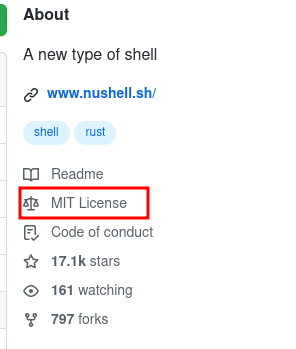 About
A new type of shell
www.nushell.sh/
shell rust
Readme
MIT License
Code of conduct
17.1k stars
161 watching
797 forks